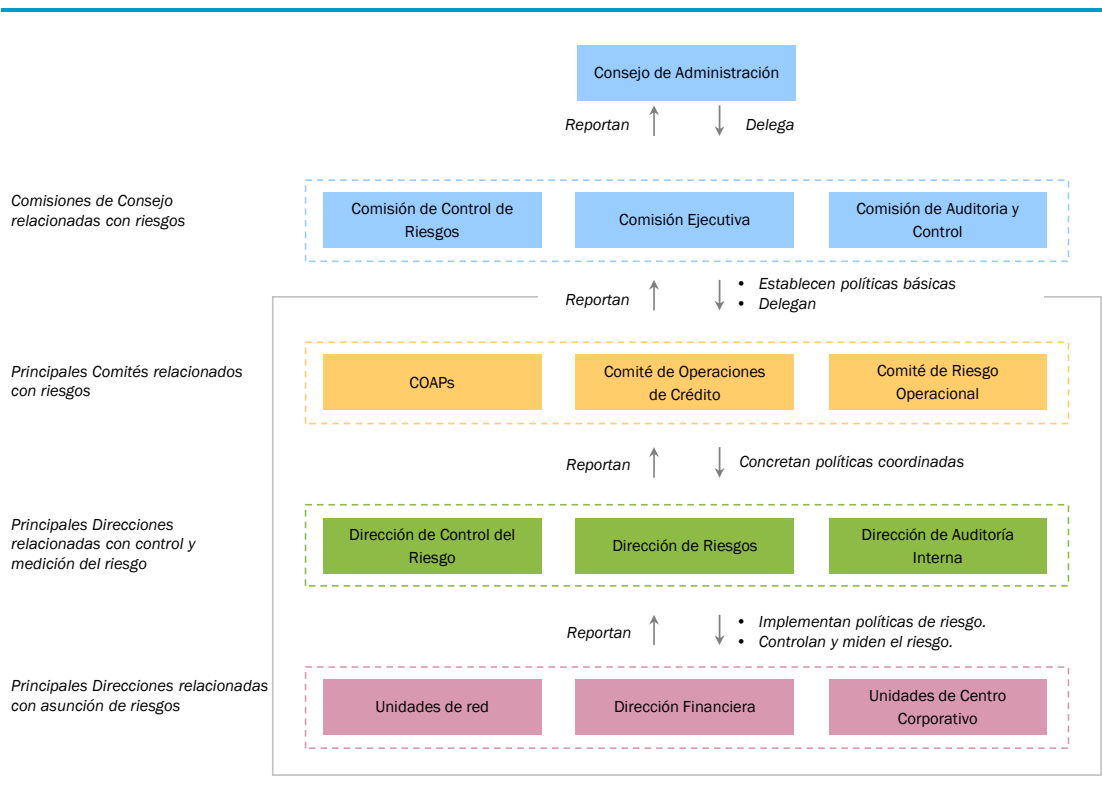 Consejo de Administración
Reportan
Delega
Comisiones de Consejo
relacionadas con riesgos
Comisión de Control de
Riesgos
Comisión Ejecutiva
Comisión de Auditoria y
Control
Reportan
• Establecen políticas básicas
• Delegan
Principales Comités relacionados
con riesgos
COAPs
Comité de Operaciones
de Crédito
Comité de Riesgo
Operacional
Reportan
Concretan políticas coordinadas
Principales Direcciones
relacionadas con control y
medición del riesgo
Dirección de Control del
Riesgo
Dirección de Riesgos
Dirección de Auditoría
Interna
Reportan
• Implementan políticas de riesgo.
• Controlan y miden el riesgo.
Principales Direcciones relacionadas
con asunción de riesgos
Unidades de red
Dirección Financiera
Unidades de Centro
Corporativo